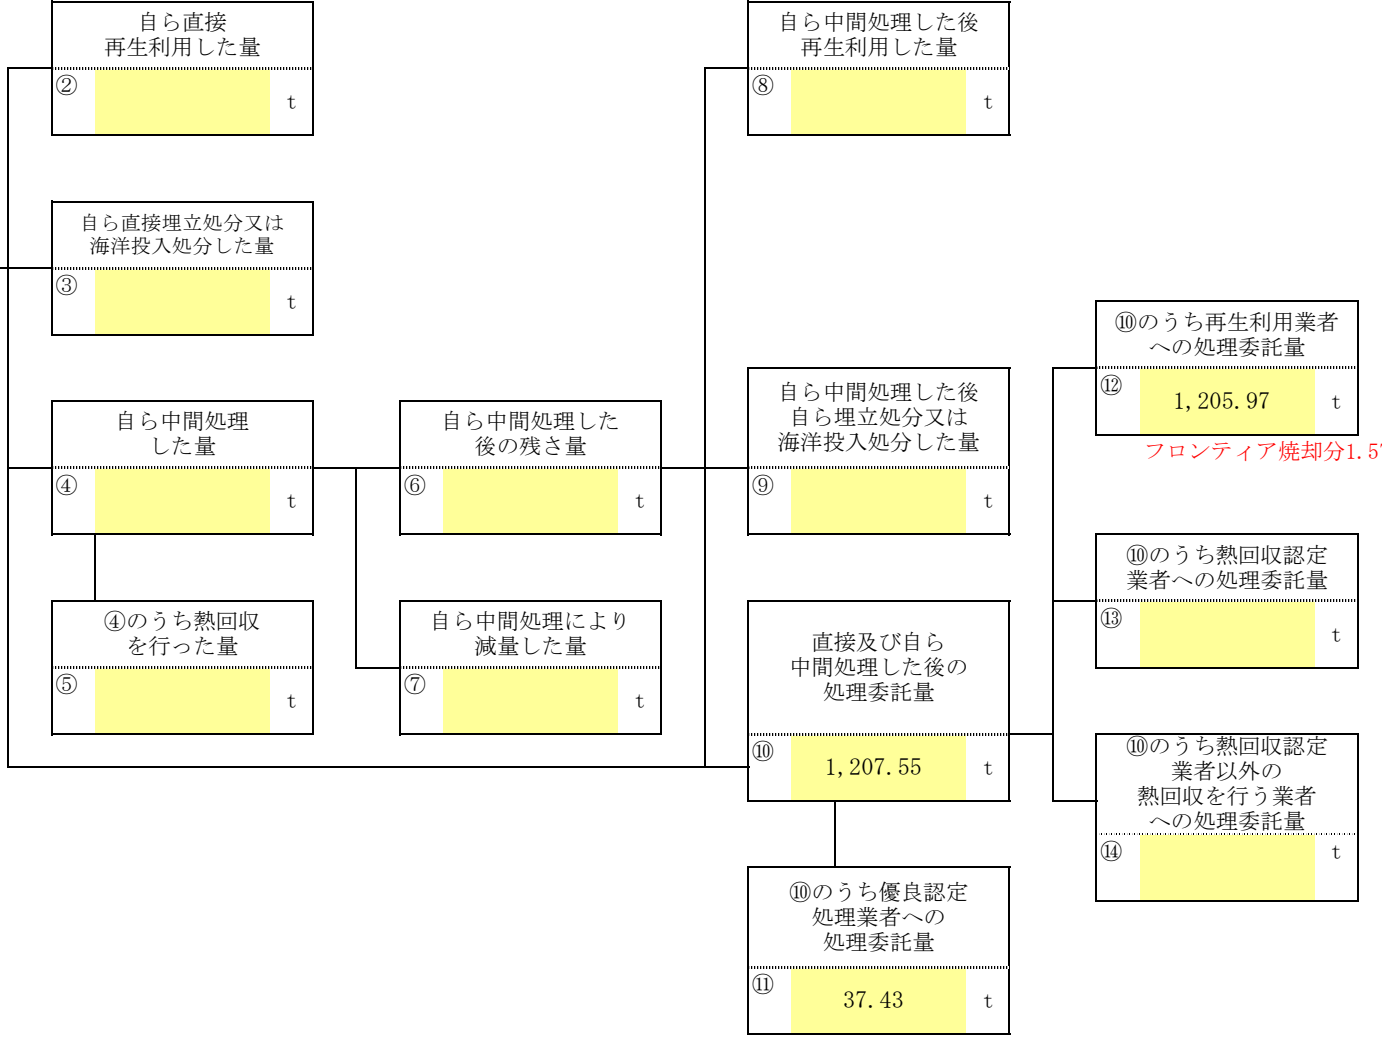 自ら直接
再生利用した量
②
t
自ら中間処理した後
再生利用した量
⑧
t
自ら直接埋立処分又は
海洋投入処分した量
③
t
⑩のうち再生利用業者
への処理委託量
⑫
1,205.97
t
フロンティア焼却分1.57
自ら中間処理
した量
④
t
自ら中間処理した
後の残さ量
⑥
t
自ら中間処理した後
自ら埋立処分又は
海洋投入処分した量
⑨
t
⑩のうち熱回収認定
業者への処理委託量
⑬
t
④のうち熱回収
を行った量
⑤
t
自ら中間処理により
減量した量
⑦
t
直接及び自ら
中間処理した後の
処理委託量
⑩
1,207.55
t
⑩のうち熱回収認定
業者以外の
熱回収を行う業者
への処理委託量
⑭
t
⑩のうち優良認定
処理業者への
処理委託量
⑪
37.43
t